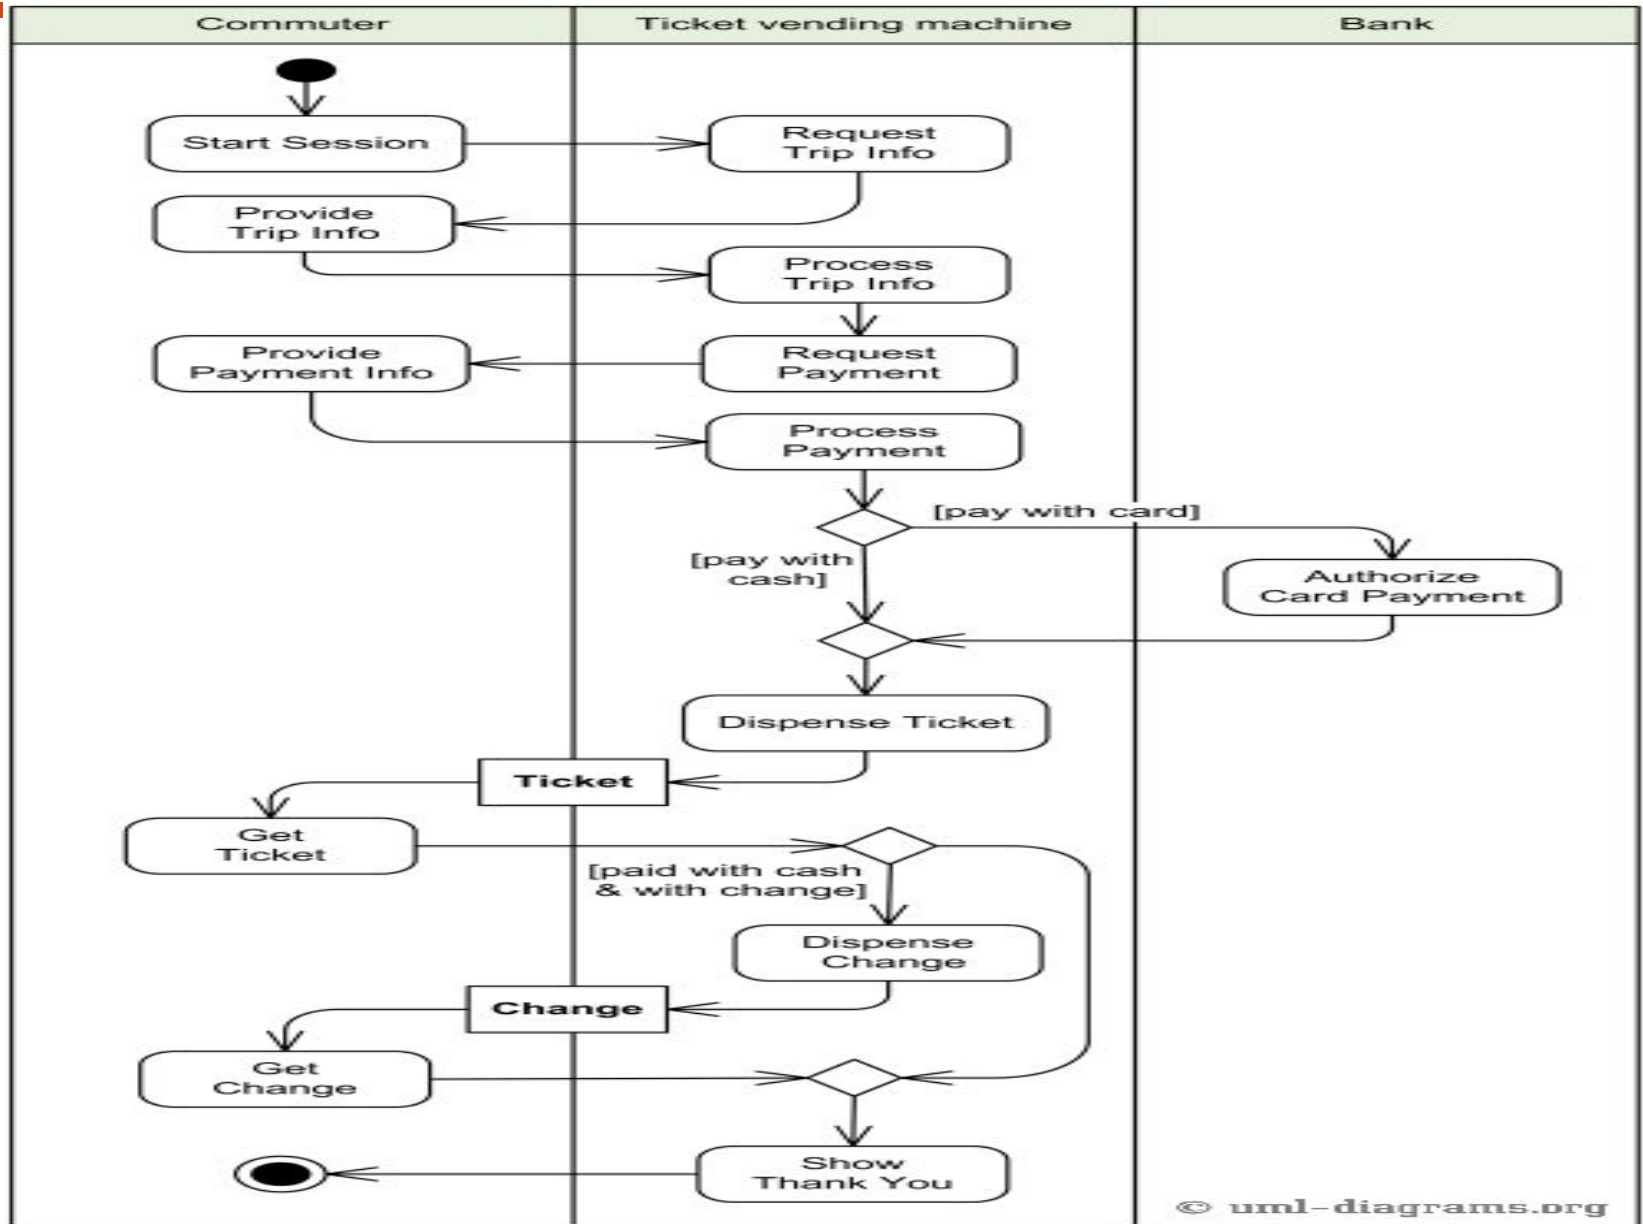 Commuter
Ticket vending machine
Bank
Start Session
Request
Trip Info
Provide
Trip Info
Process
Trip Info
Provide
Payment Info
Request
Payment
Process
Payment
[pay with card]
[pay with
cash]
Authorize
Card Payment
Dispense Ticket
Ticket
Get
Ticket
[paid with cash
& with change]
Dispense
Change
Change
Get
Change
Show
Thank You
© uml-diagrams.org